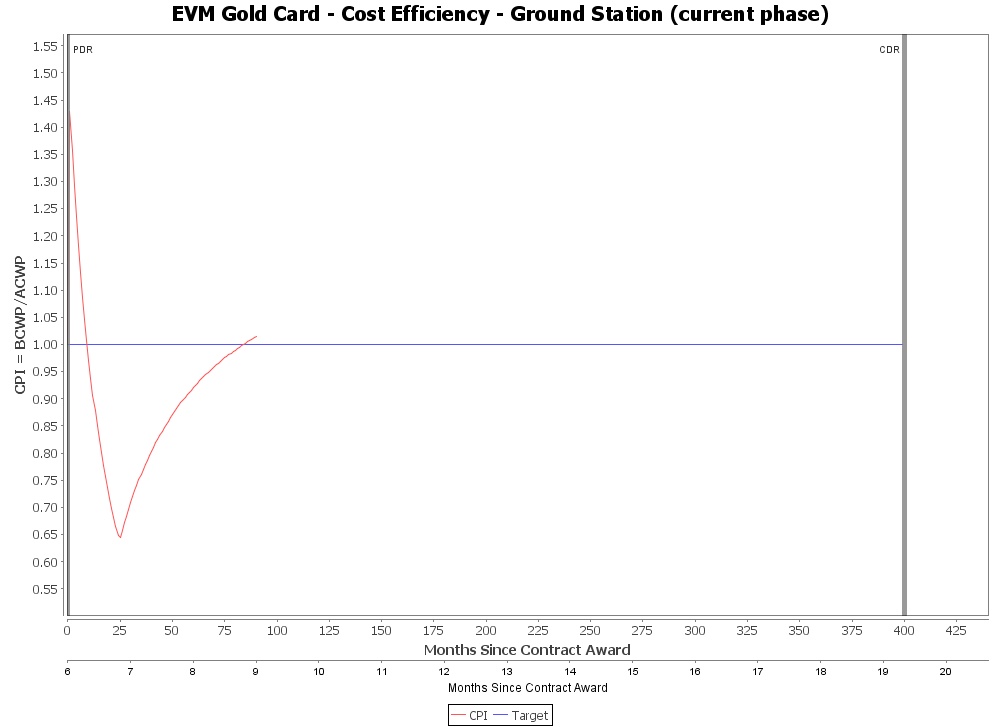 EVM Gold Card - Cost Efficiency - Ground Station (current phase)
CPI = BCWP/ACWP
1.55
1.50
1.45
1.40
1.35
1.30
1.25
1.20
1.15
1.10
1.05
1.00
0.95
0.90
0.85
0.80
0.75
0.70
0.65
0.60
0.55
PDR
CDR
0 25 50 75 100 125 150 175 200 225 250 275 300 325 350 375 400 425
Months Since Contract Award
6 7 8 9 10 11 12 13 14 15 16 17 18 19 20
Months Since Contract Award
CPI Target